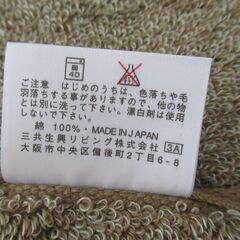 40
ご注意 はじめのうちは、色落ちや毛
羽落ちする事がありますので、他の物
とは別に洗って下さい。漂白剤は使用
しないで下さい。
綿 100%・MADE IN JAPAN
三共生興リビング株式会社 3A
大阪市中央区備後町2丁目6-8